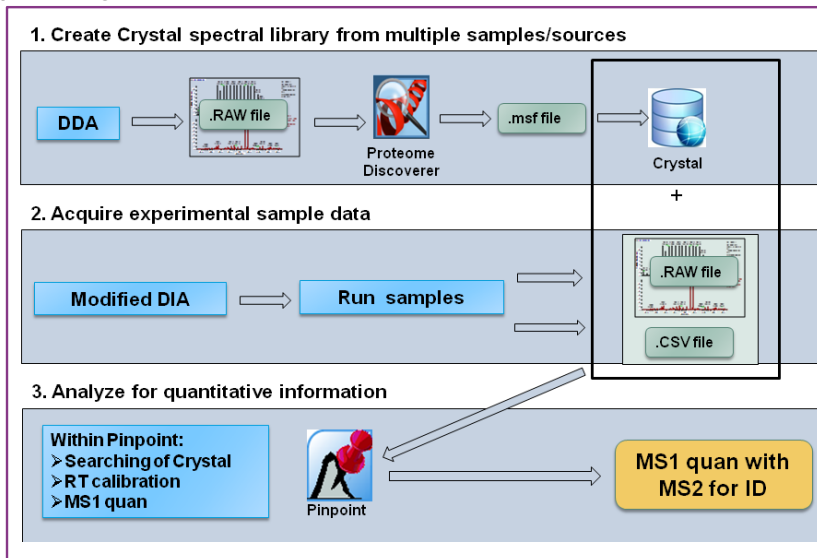 1. Create Crystal spectral library from multiple samples/sources
DDA
.RAW file
Proteome
Discoverer
.msf file
Crystal
+
2. Acquire experimental sample data
Modified DIA
Run samples
.RAW file
.CSV file
3. Analyze for quantitative information
Within Pinpoint:
➢Searching of Crystal
➢RT calibration
➢MS1 quan
Pinpoint
MS1 quan with
MS2 for ID